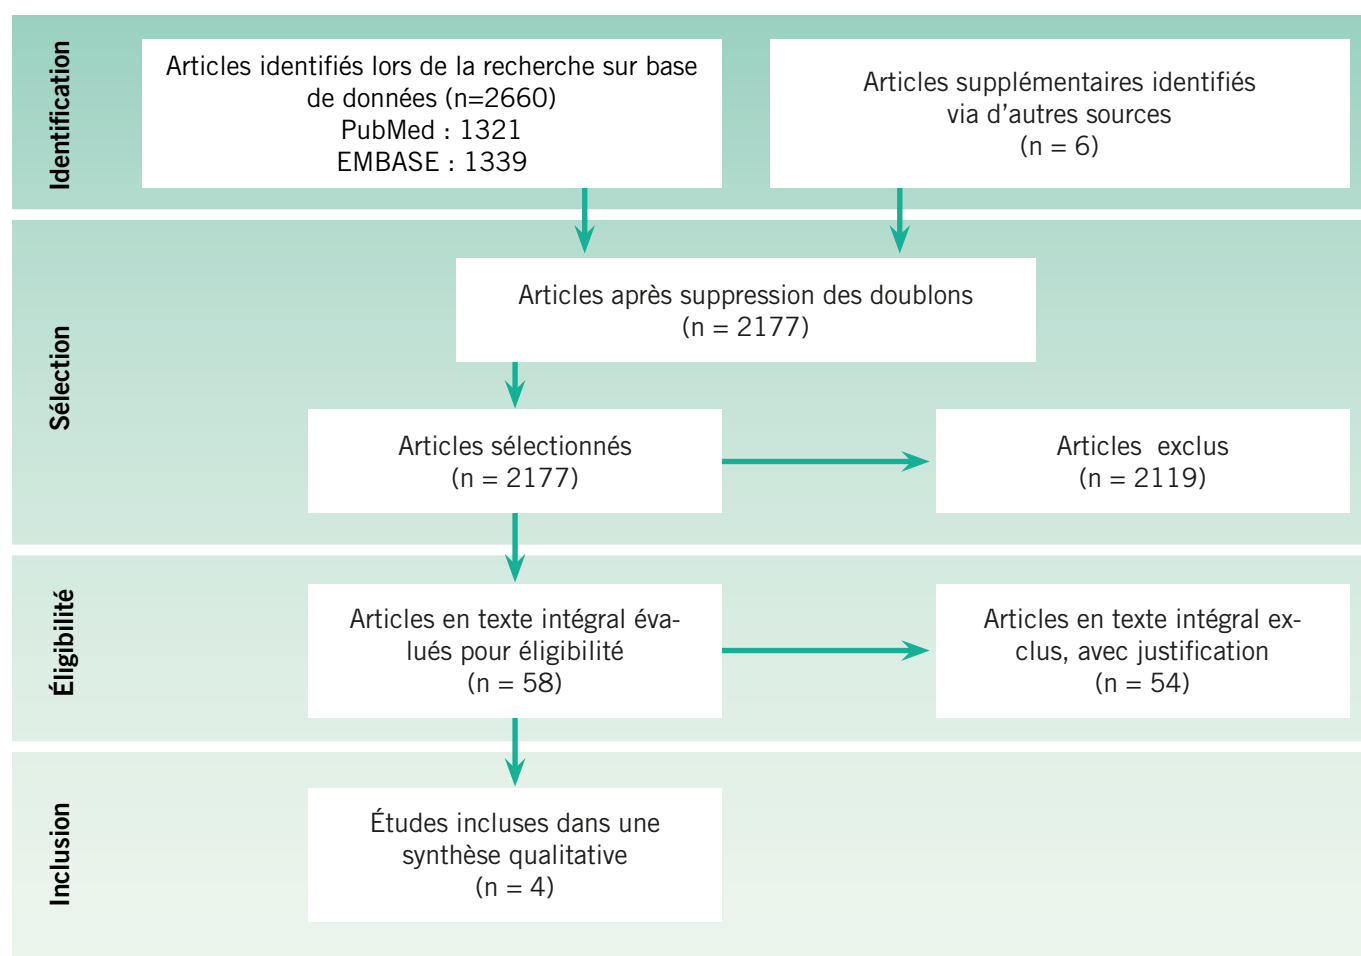 Identification
Articles identifiés lors de la recherche sur base
de données (n=2660)
PubMed : 1321
EMBASE : 1339
Articles supplémentaires identifiés
via d'autres sources
(n = 6)
Sélection
Articles après suppression des doublons
(n = 2177)
Articles sélectionnés
(n = 2177)
Articles exclus
(n = 2119)
Éligibilité
Articles en texte intégral éva-
lués pour éligibilité
(n = 58)
Articles en texte intégral ex-
clus, avec justification
(n = 54)
Inclusion
Études incluses dans une
synthèse qualitative
(n = 4)